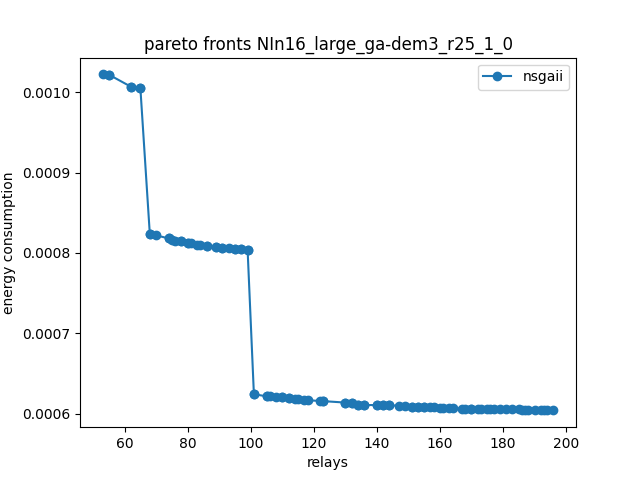 pareto fronts NIn16_large_ga-dem3_r25_1_0
nsgaii
energy consumption
0.0010
0.0009
0.0008
0.0007
0.0006
60 80 100 120 140 160 180 200
relays